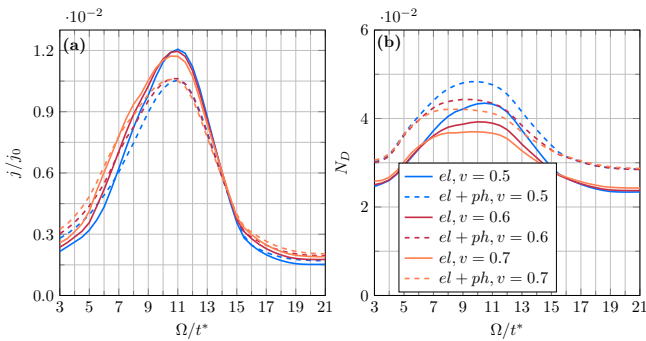 ·10⁻²
(a)
1.2
0.9
0.6
0.3
0.0
j/j₀
3 5 7 9 11 13 15 17 19 21
Ω/t*
·10⁻²
(b)
6
4
2
0
N_D
3 5 7 9 11 13 15 17 19 21
Ω/t*
el, v = 0.5
el + ph, v = 0.5
el, v = 0.6
el + ph, v = 0.6
el, v = 0.7
el + ph, v = 0.7